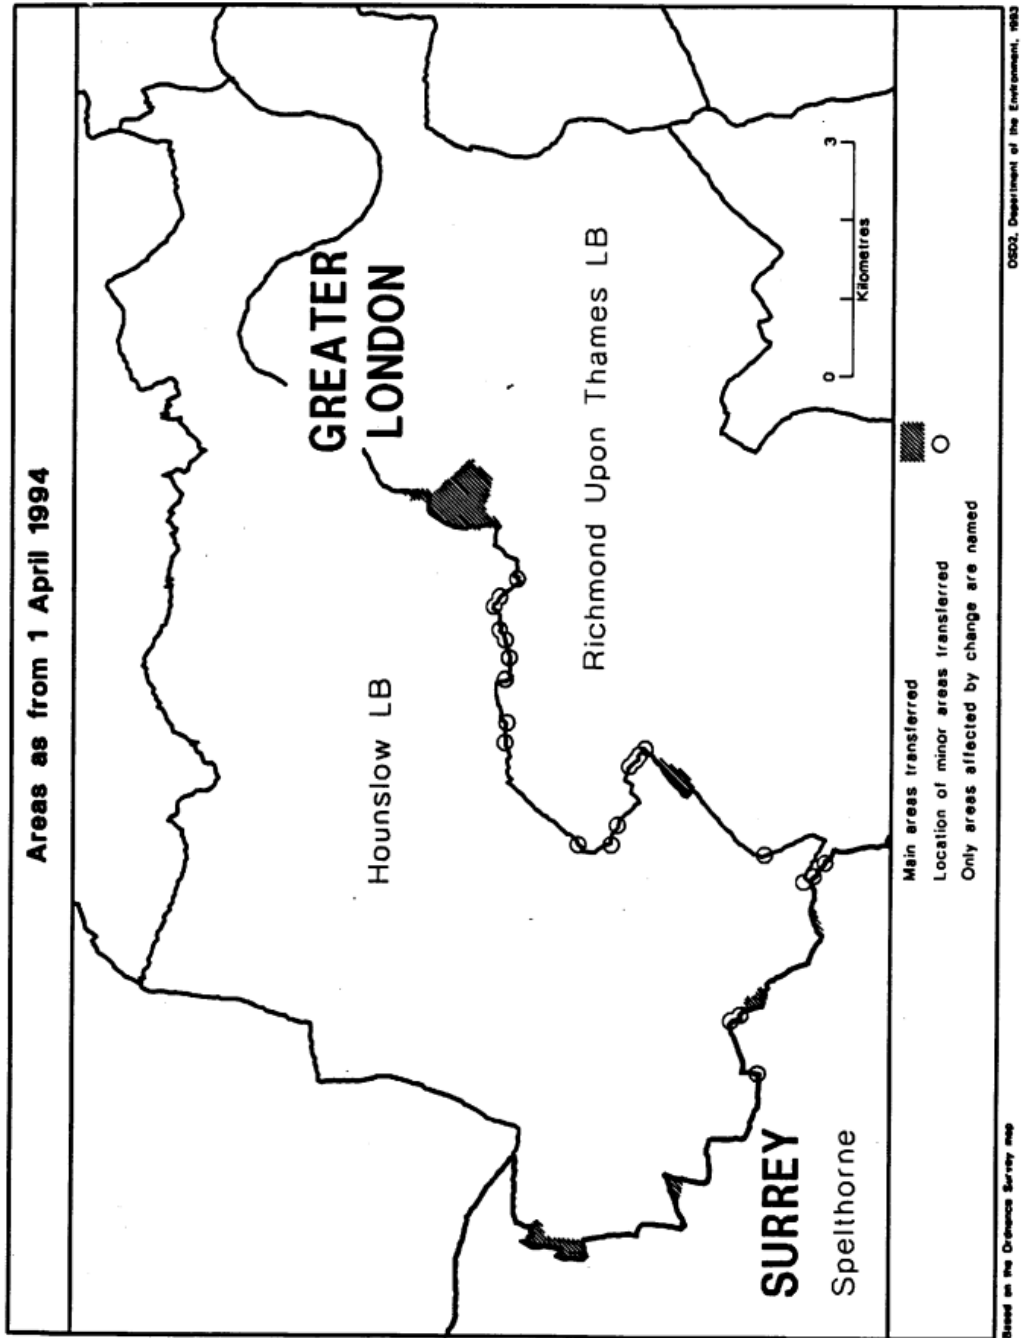 Areas as from 1 April 1994
GREATER
LONDON
Hounslow LB
Richmond Upon Thames LB
SURREY
Spelthorne
0 3
Kilometres
Main areas transferred
Location of minor areas transferred
Only areas affected by change are named
Based on the Ordnance Survey map
DSD2, Department of the Environment, 1993